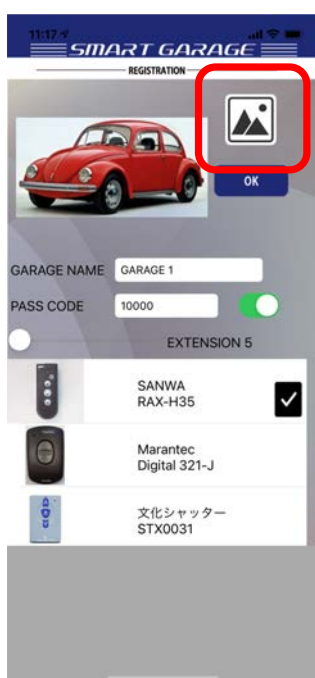 11:17
SMART GARAGE
REGISTRATION
OK
GARAGE NAME GARAGE 1
PASS CODE 10000
EXTENSION 5
SANWA
RAX-H35
Marantec
Digital 321-J
文化シャッター
STX0031